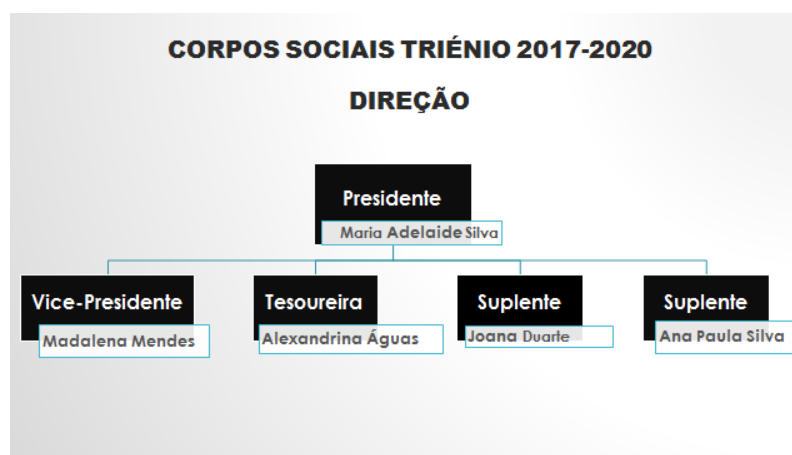 CORPOS SOCIAIS TRIÉNIO 2017-2020
DIREÇÃO
Presidente
Maria Adelaide Silva
Vice-Presidente
Madalena Mendes
Tesoureira
Alexandrina Águas
Suplente
Joana Duarte
Suplente
Ana Paula Silva